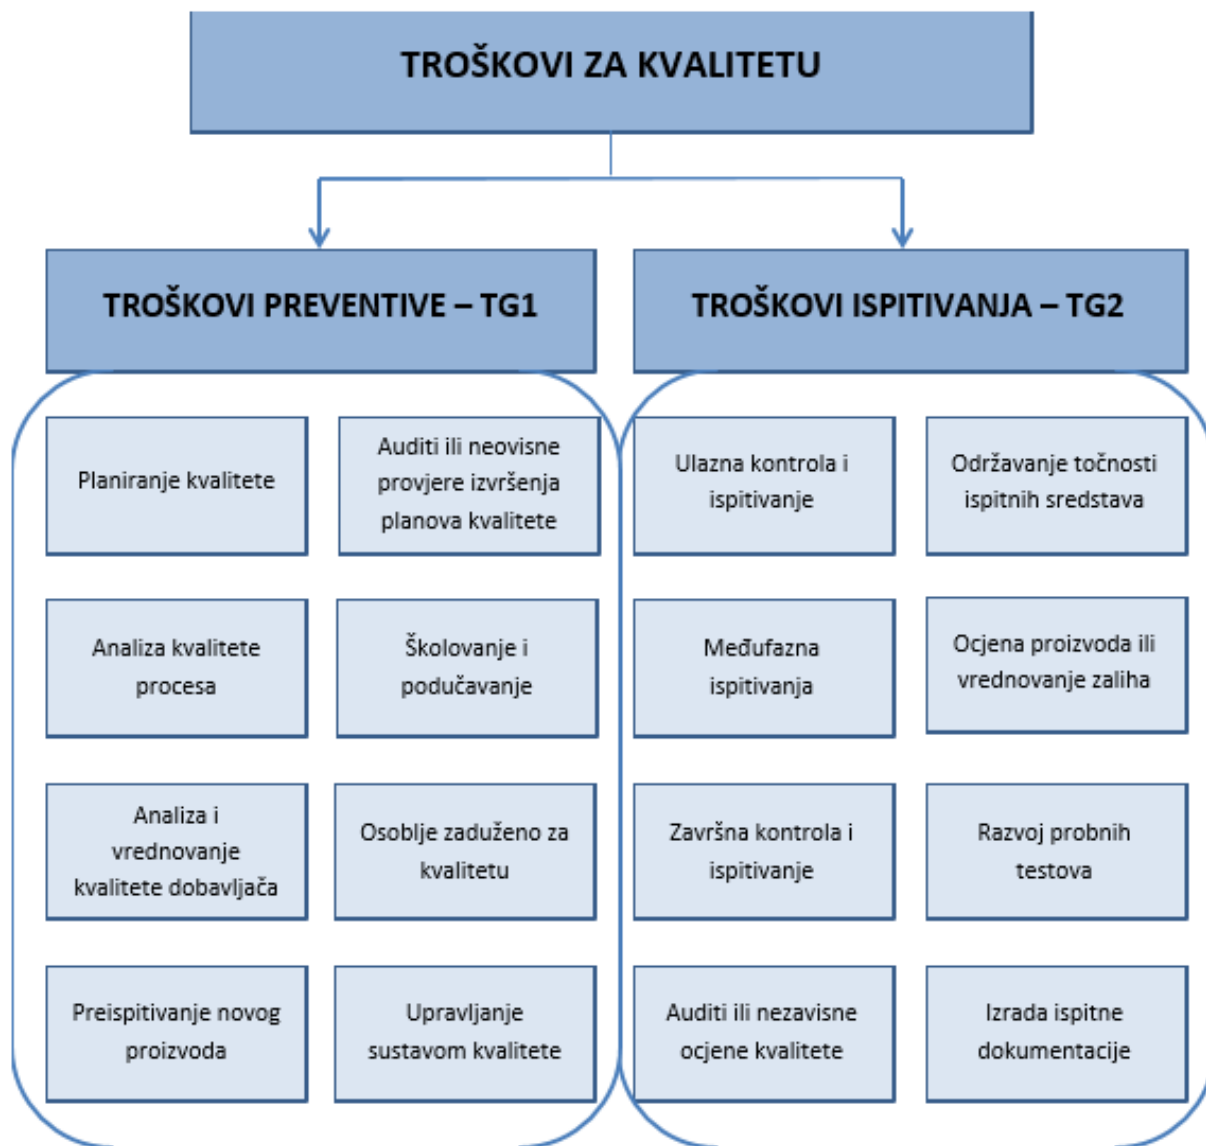 TROŠKOVI ZA KVALITETU
TROŠKOVI PREVENTIVE – TG1
Planiranje kvalitete
Auditi ili neovisne
provjere izvršenja
planova kvalitete
Analiza kvalitete
procesa
Školovanje i
podučavanje
Analiza i
vrednovanje
kvalitete dobavljača
Osoblje zaduženo za
kvalitetu
Preispitivanje novog
proizvoda
Upravljanje
sustavom kvalitete
TROŠKOVI ISPITIVANJA – TG2
Ulazna kontrola i
ispitivanje
Održavanje točnosti
ispitnih sredstava
Međufazna
ispitivanja
Ocjena proizvoda ili
vrednovanje zaliha
Završna kontrola i
ispitivanje
Razvoj probnih
testova
Auditi ili nezavisne
ocjene kvalitete
Izrada ispitne
dokumentacije